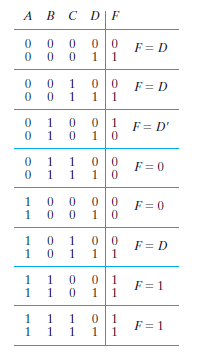 A B C D F
0 0 0 0 0 F = D
0 0 0 1 1
0 0 1 0 0 F = D
0 0 1 1 1
0 1 0 0 1 F = D'
0 1 0 1 0
0 1 1 0 0 F = 0
0 1 1 1 0
1 0 0 0 0 F = 0
1 0 0 1 0
1 0 1 0 0 F = D
1 0 1 1 1
1 1 0 0 1 F = 1
1 1 0 1 1
1 1 1 0 1 F = 1
1 1 1 1 1